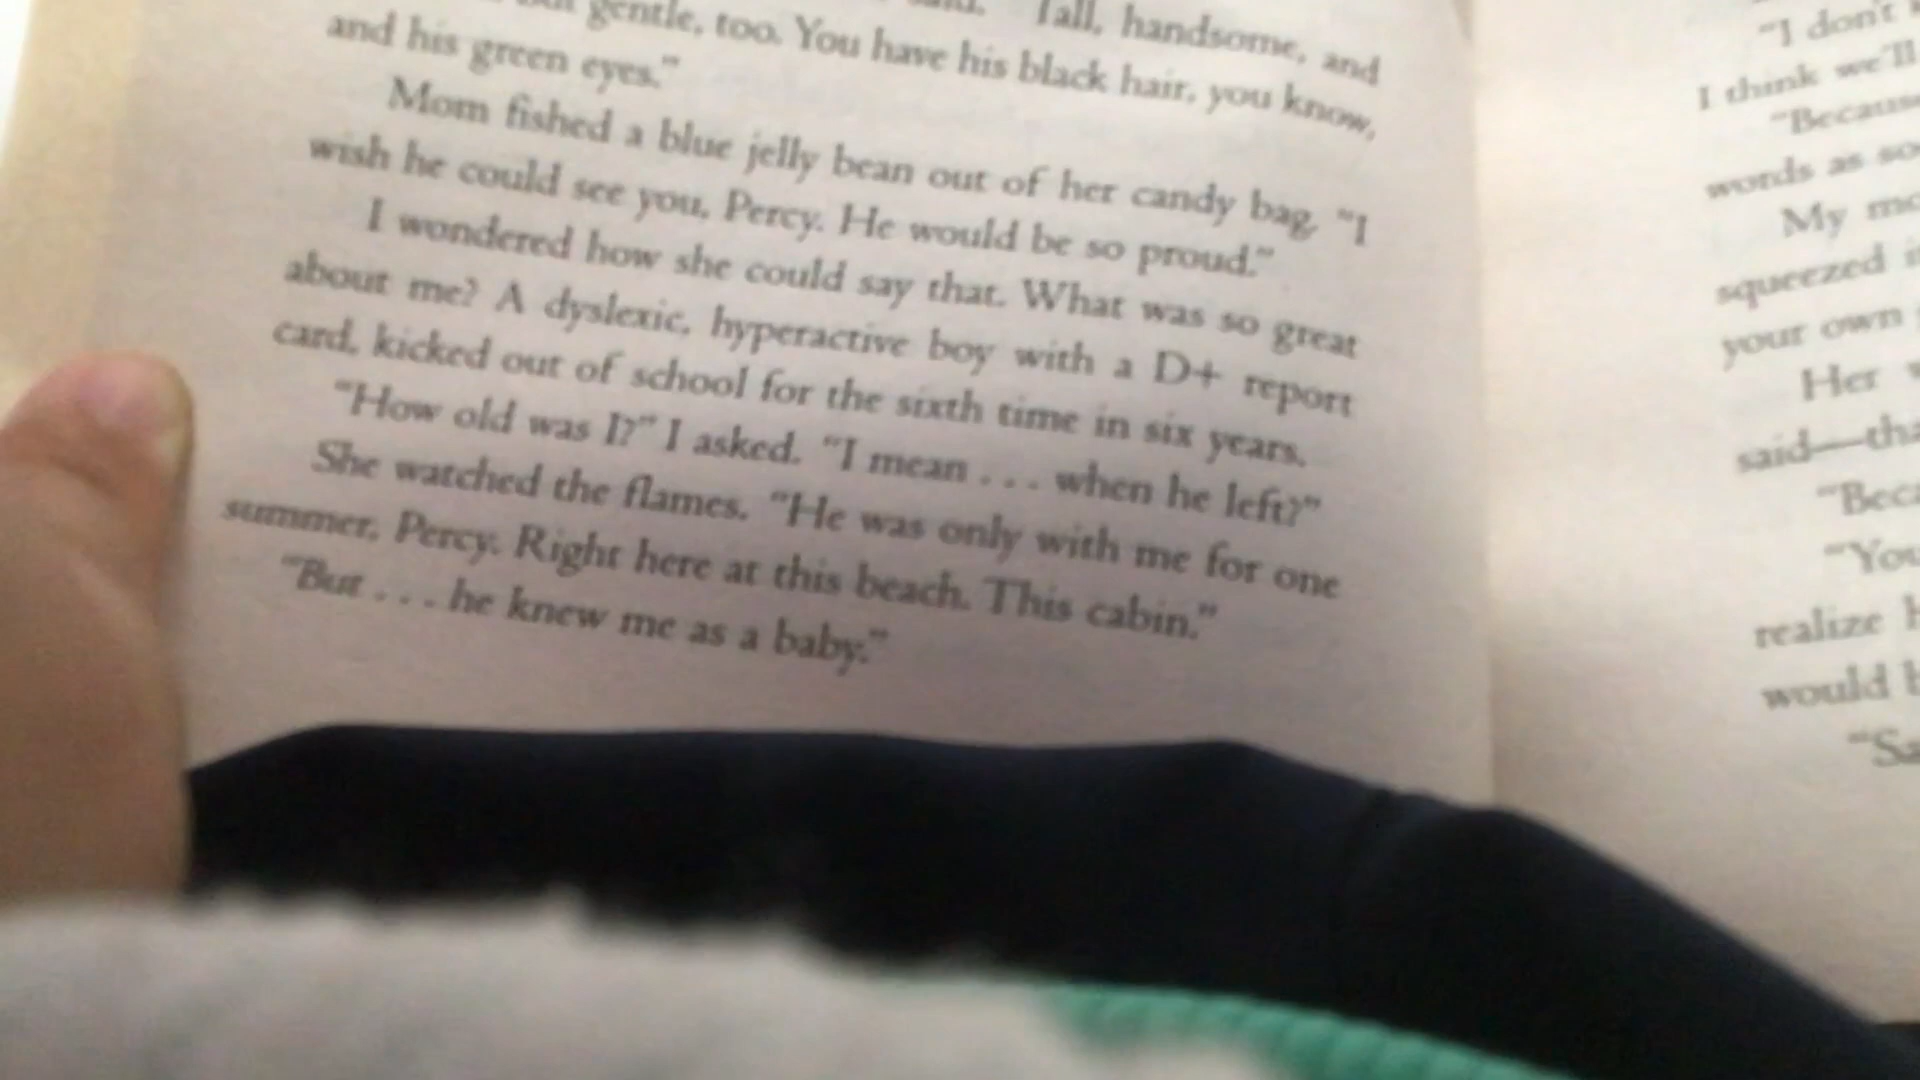 Tall, handsome, and
gentle, too. You have his black hair, you know,
and his green eyes.”
Mom fished a blue jelly bean out of her candy bag. “I
wish he could see you, Percy. He would be so proud.”
I wondered how she could say that. What was so great
about me? A dyslexic, hyperactive boy with a D+ report
card, kicked out of school for the sixth time in six years.
“How old was I?” I asked. “I mean . . . when he left?”
She watched the flames. “He was only with me for one
summer, Percy. Right here at this beach. This cabin.”
“But . . . he knew me as a baby.”
“I don't
I think we'll
“Because
words as
My
squeezed
your own
Her
said—
“You
realize
would